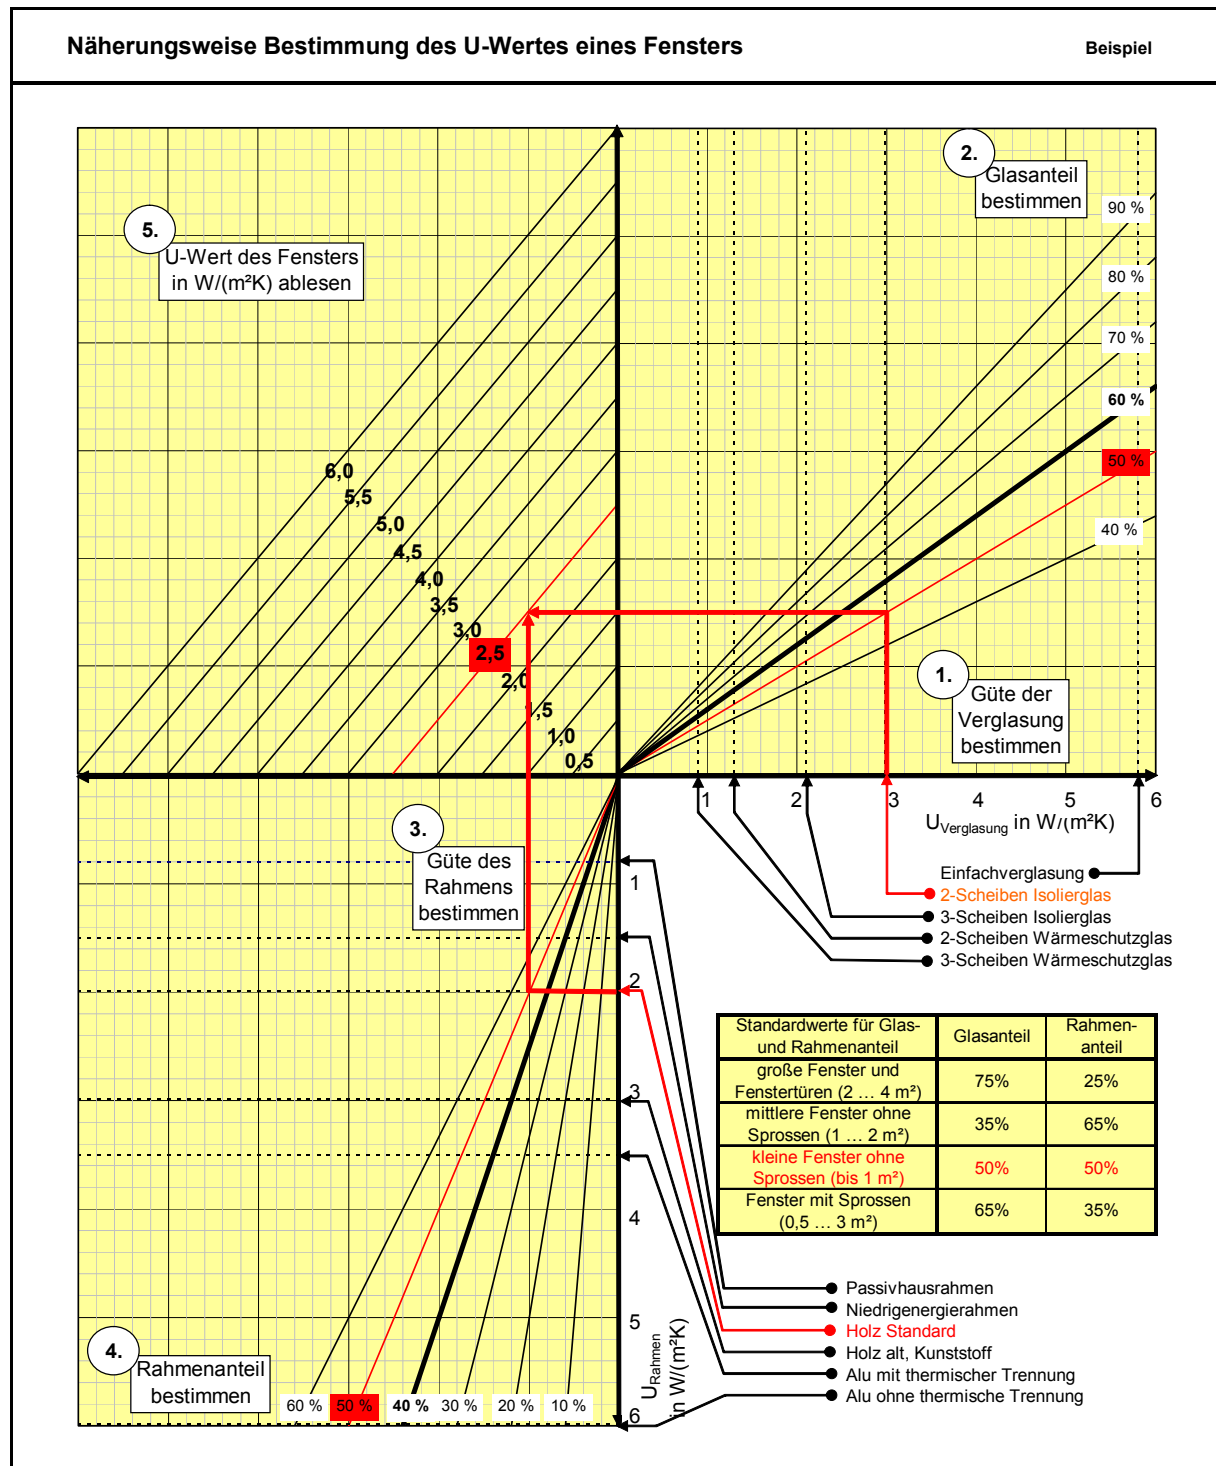 Näherungsweise Bestimmung des U-Wertes eines Fensters
Beispiel
2.
Glasanteil
bestimmen
90 %
80 %
70 %
60 %
50 %
40 %
5.
U-Wert des Fensters
in W/(m²K) ablesen
6,0
5,5
5,0
4,5
4,0
3,5
3,0
2,5
2,0
1,5
1,0
0,5
1.
Güte der
Verglasung
bestimmen
1 2 3 4 5 6
UVerglasung in W/(m²K)
Einfachverglasung
2-Scheiben Isolierglas
3-Scheiben Isolierglas
2-Scheiben Wärmeschutzglas
3-Scheiben Wärmeschutzglas
3.
Güte des
Rahmens
bestimmen
1
2
3
4
5
6
URahmen
in W/(m²K)
Standardwerte für Glas-
und Rahmenanteil
Glasanteil
Rahmen-
anteil
große Fenster und
Fenstertüren (2 … 4 m²)
75%
25%
mittlere Fenster ohne
Sprossen (1 … 2 m²)
35%
65%
kleine Fenster ohne
Sprossen (bis 1 m²)
50%
50%
Fenster mit Sprossen
(0,5 … 3 m²)
65%
35%
Passivhausrahmen
Niedrigenergierahmen
Holz Standard
Holz alt, Kunststoff
Alu mit thermischer Trennung
Alu ohne thermische Trennung
4.
Rahmenanteil
bestimmen
60 % 50 % 40 % 30 % 20 % 10 %